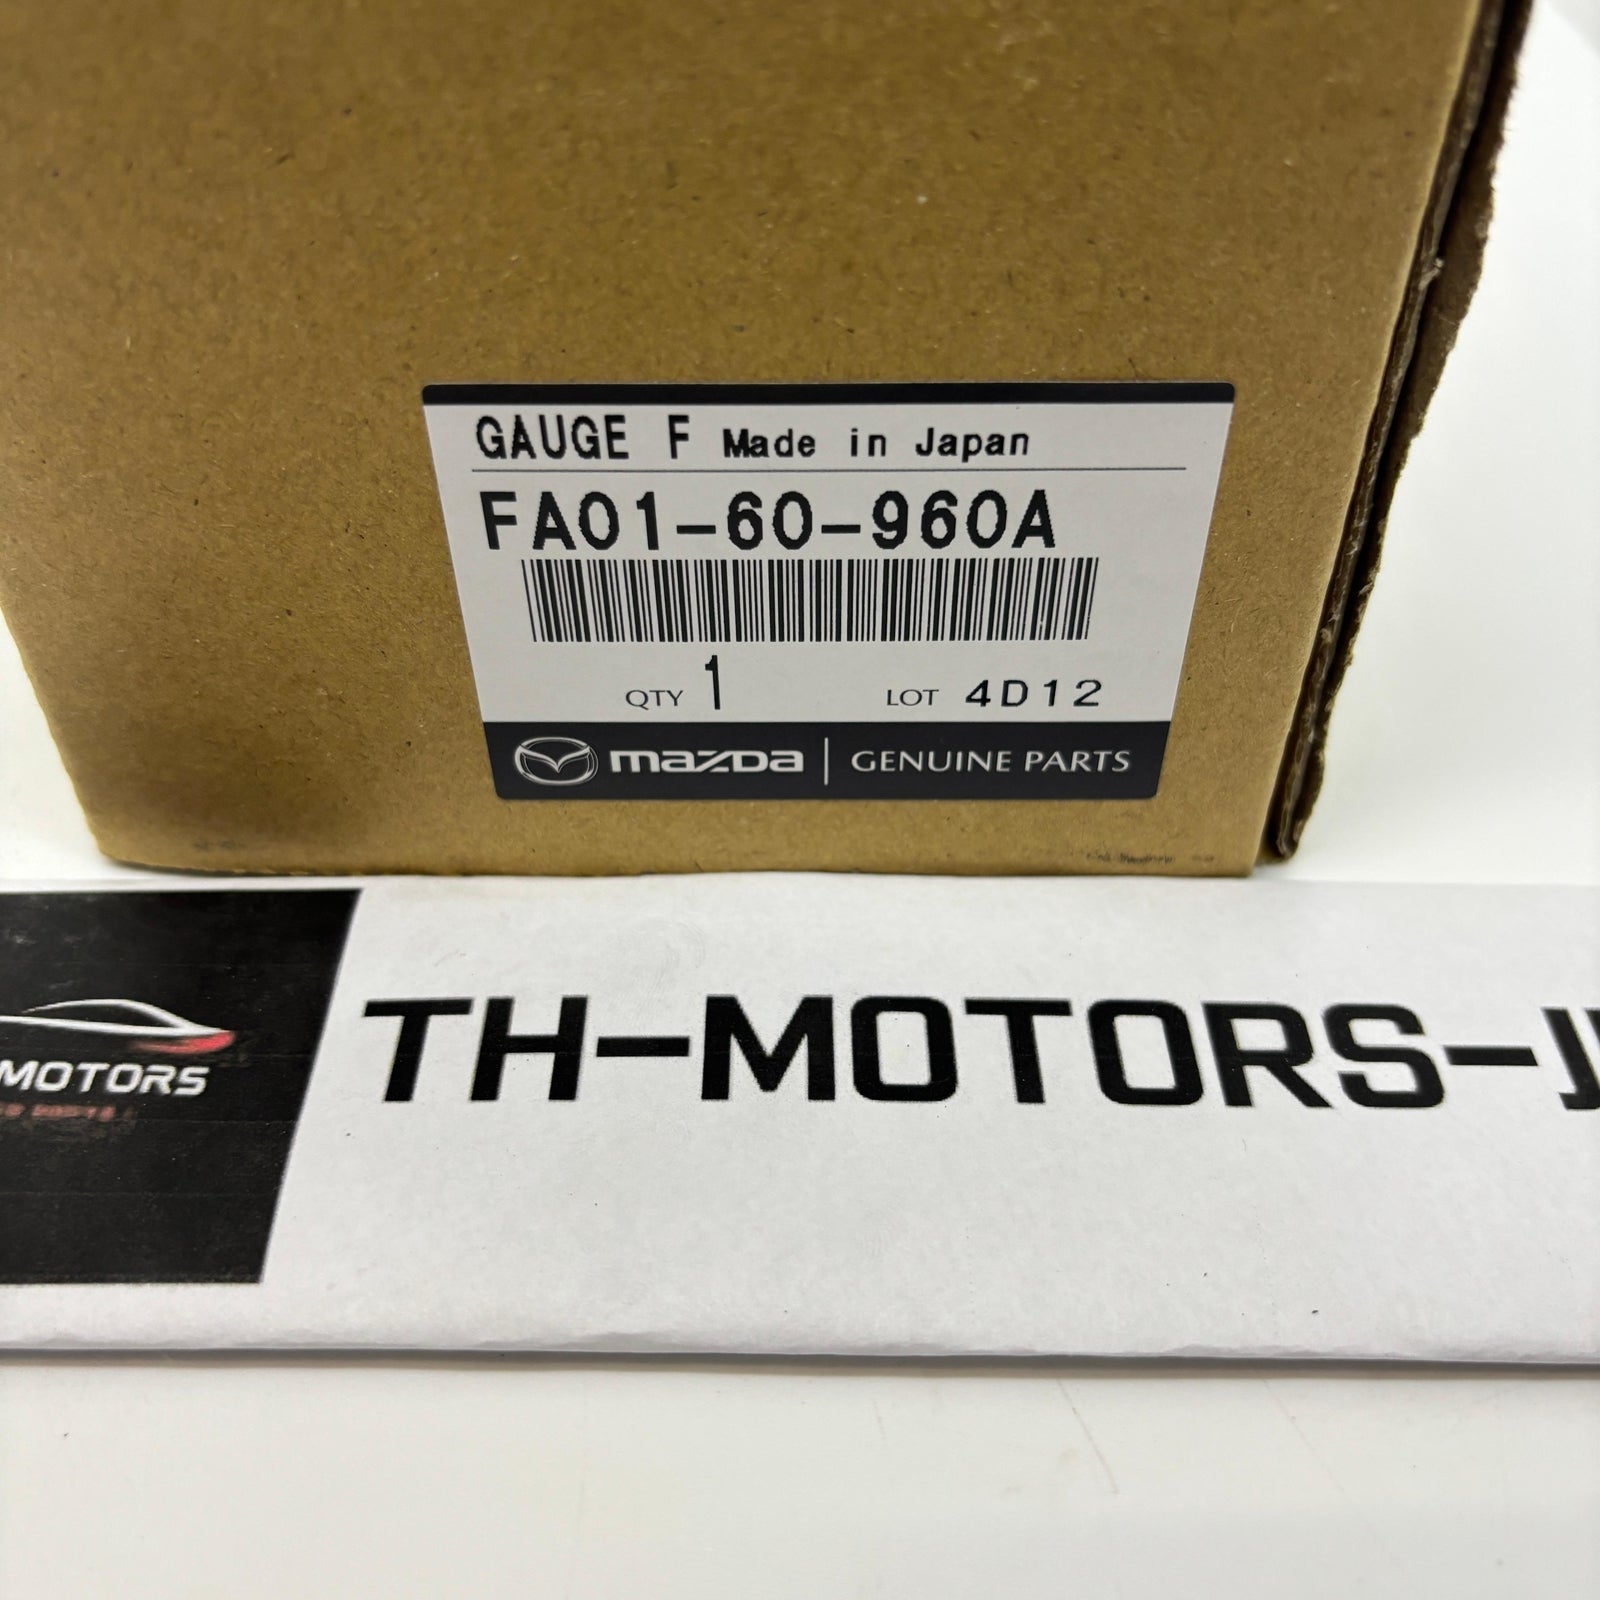 GAUGE F Made in Japan
FA01-60-960A
QTY 1 LOT 4D12
mazda | GENUINE PARTS
TH-MOTORS-J
MOTORS